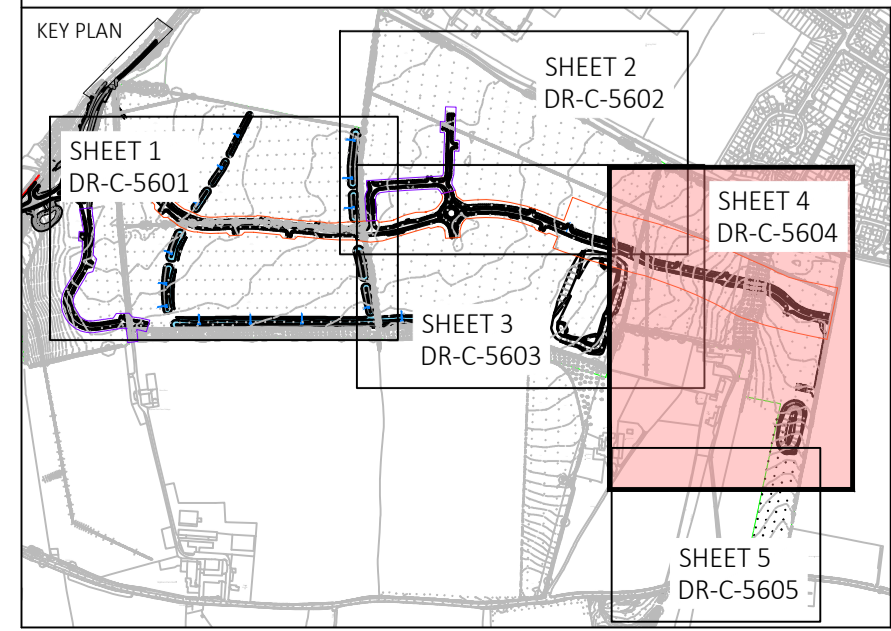 KEY PLAN
SHEET 1
DR-C-5601
SHEET 2
DR-C-5602
SHEET 3
DR-C-5603
SHEET 4
DR-C-5604
SHEET 5
DR-C-5605